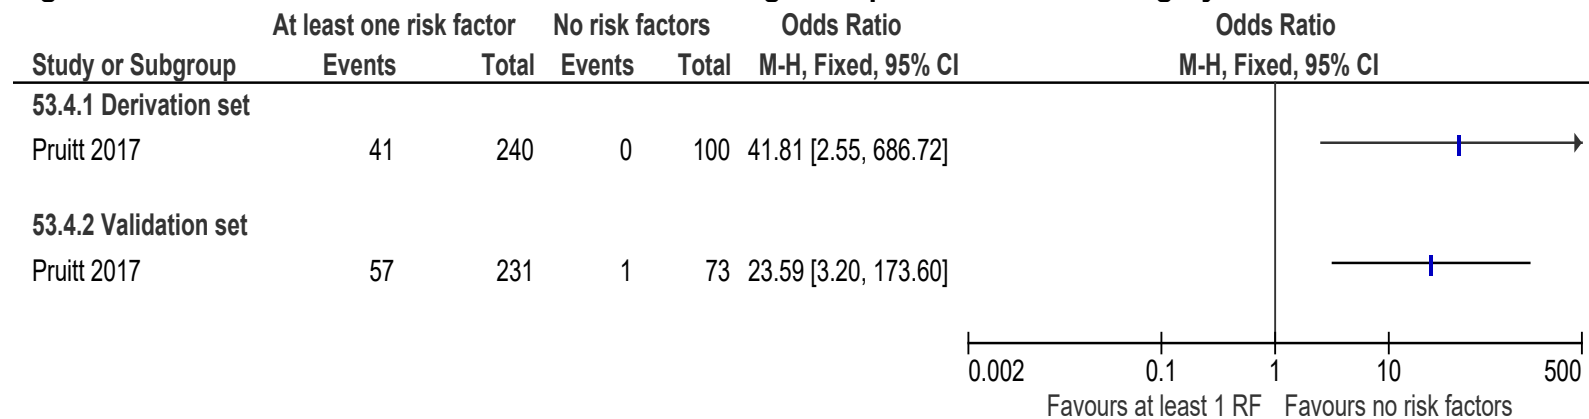 At least one risk factor No risk factors Odds Ratio Odds Ratio
Study or Subgroup Events Total Events Total M-H, Fixed, 95% CI M-H, Fixed, 95% CI
53.4.1 Derivation set
Pruitt 2017 41 240 0 100 41.81 [2.55, 686.72]
53.4.2 Validation set
Pruitt 2017 57 231 1 73 23.59 [3.20, 173.60]
0.002 0.1 1 10 500
Favours at least 1 RF Favours no risk factors